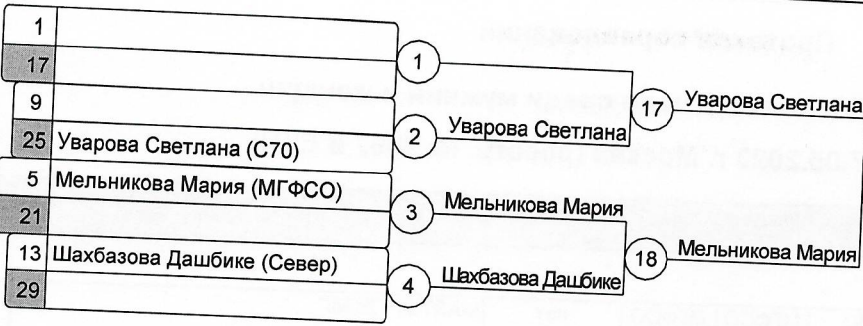 1
17
1
9
17 Уварова Светлана
25 Уварова Светлана (С70)
2 Уварова Светлана
5 Мельникова Мария (МГФСО)
21
3 Мельникова Мария
13 Шахбазова Дашбике (Север)
18 Мельникова Мария
29
4 Шахбазова Дашбике